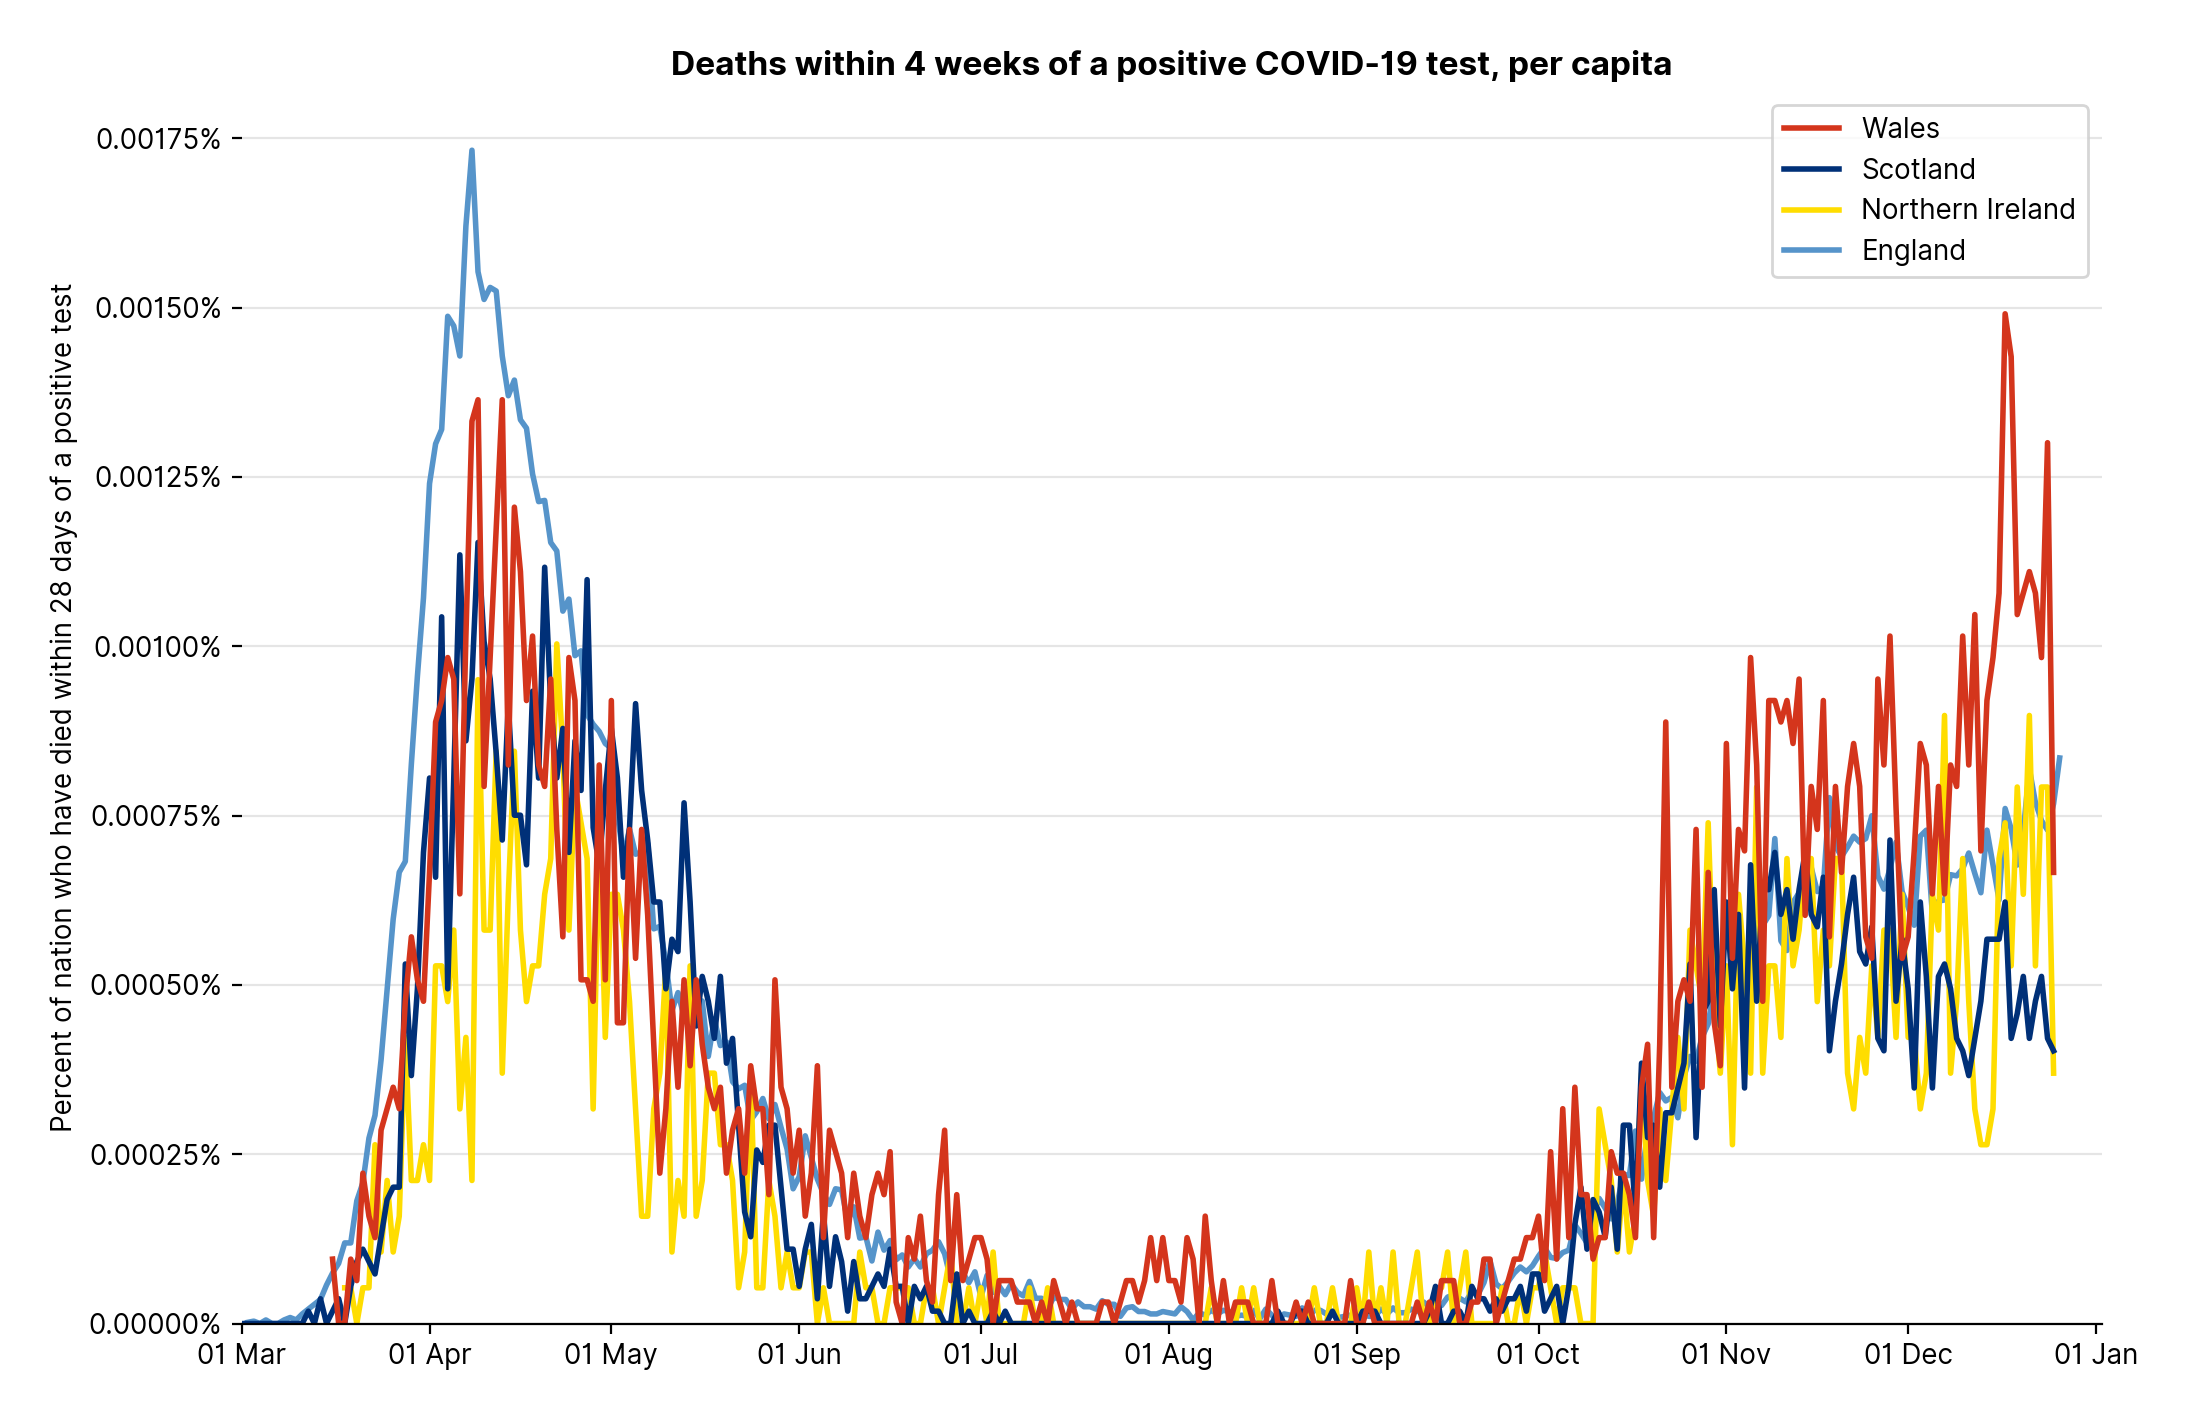 Deaths within 4 weeks of a positive COVID-19 test, per capita
Wales
Scotland
Northern Ireland
England
Percent of nation who have died within 28 days of a positive test
0.00175%
0.00150%
0.00125%
0.00100%
0.00075%
0.00050%
0.00025%
0.00000%
01 Mar
01 Apr
01 May
01 Jun
01 Jul
01 Aug
01 Sep
01 Oct
01 Nov
01 Dec
01 Jan